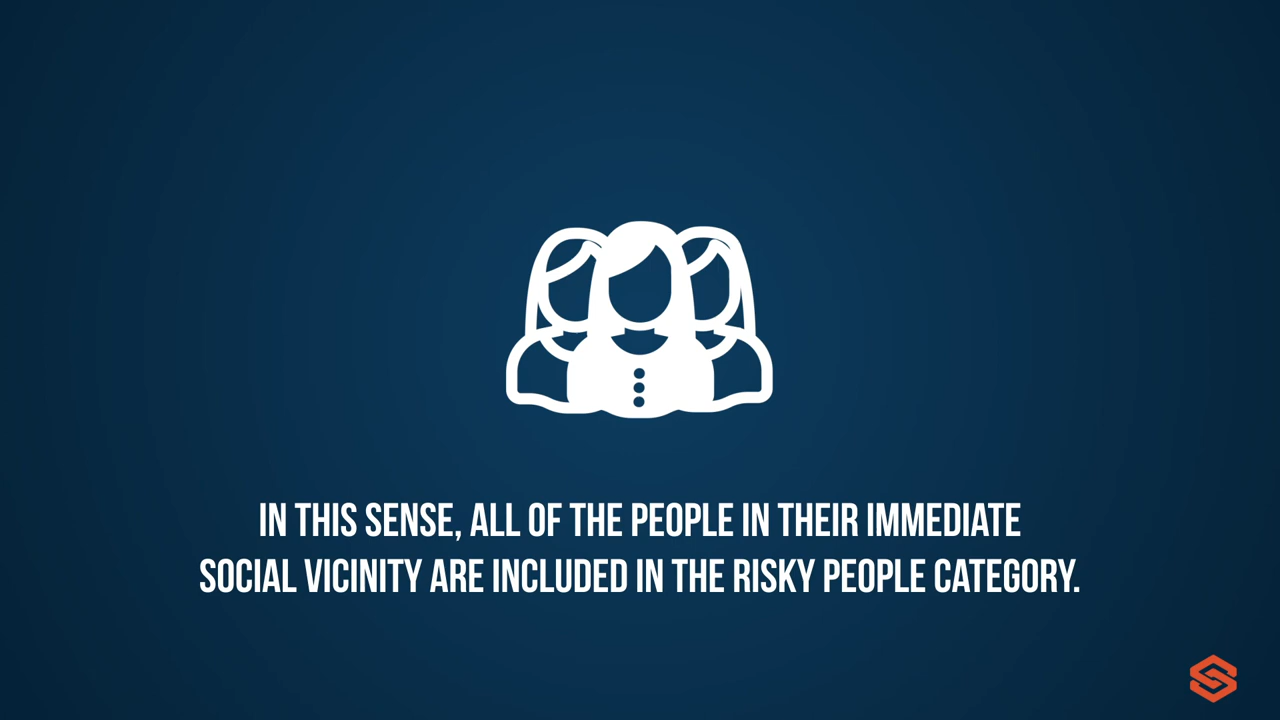 IN THIS SENSE, ALL OF THE PEOPLE IN THEIR IMMEDIATE
SOCIAL VICINITY ARE INCLUDED IN THE RISKY PEOPLE CATEGORY.